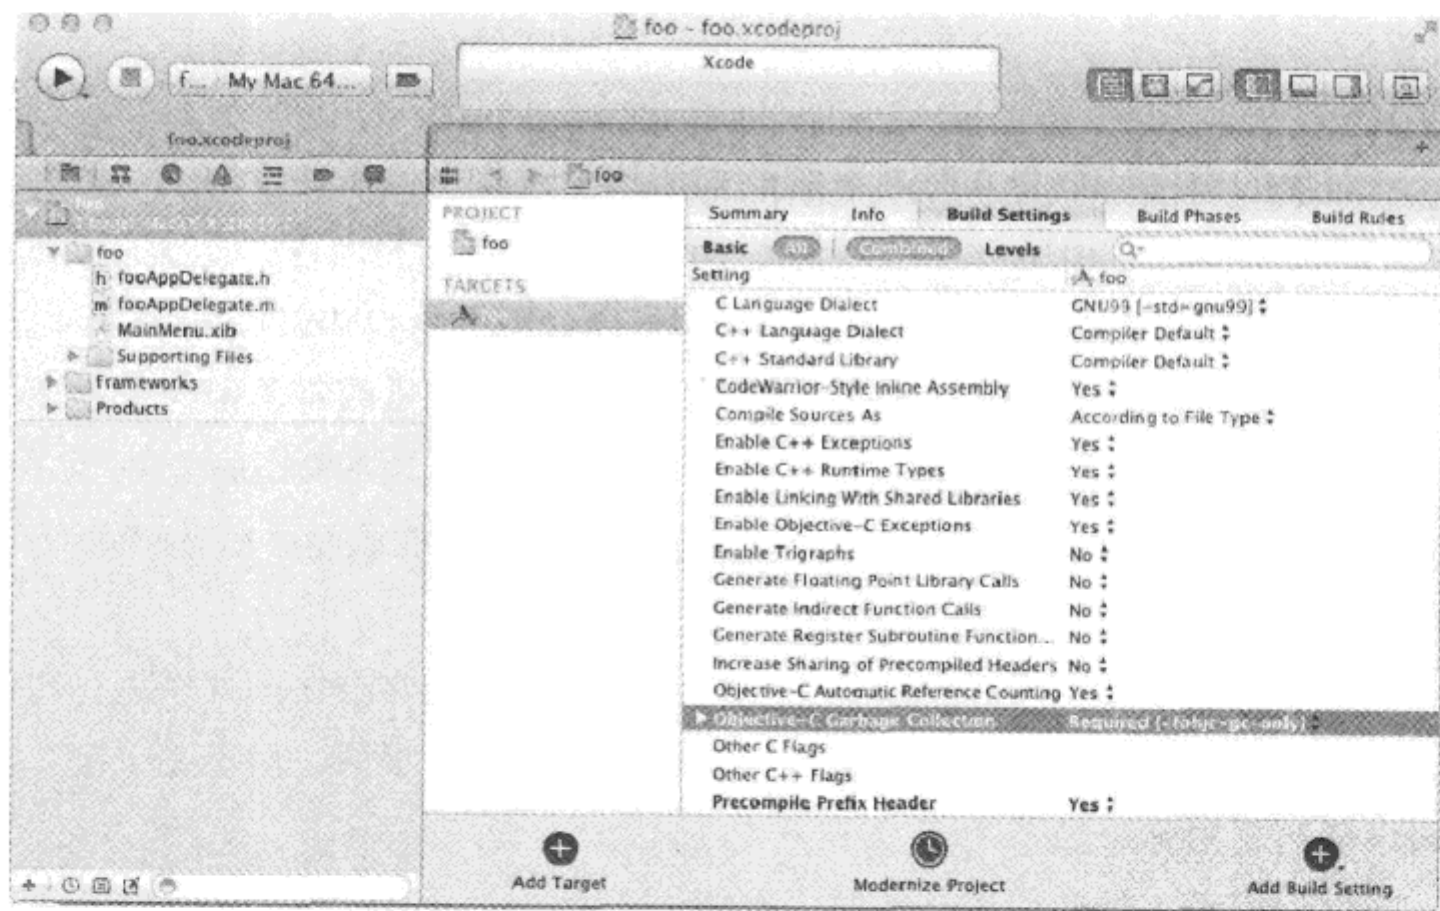 foo - foo.xcodeproj
Xcode
f... My Mac 64...
foo.xcodeproj
foo
PROJECT
foo
TARGETS
foo
fooAppDelegate.h
fooAppDelegate.m
MainMenu.xib
Supporting Files
Frameworks
Products
Summary Info Build Settings Build Phases Build Rules
Basic All Combined Levels
Setting foo
C Language Dialect GNU99 [-std=gnu99]
C++ Language Dialect Compiler Default
C++ Standard Library Compiler Default
CodeWarrior-Style Inline Assembly Yes
Compile Sources As According to File Type
Enable C++ Exceptions Yes
Enable C++ Runtime Types Yes
Enable Linking With Shared Libraries Yes
Enable Objective-C Exceptions Yes
Enable Trigraphs No
Generate Floating Point Library Calls No
Generate Indirect Function Calls No
Generate Register Subroutine Function... No
Increase Sharing of Precompiled Headers No
Objective-C Automatic Reference Counting Yes
Objective-C Garbage Collection Required [-fobjc-gc-only]
Other C Flags
Other C++ Flags
Precompile Prefix Header Yes
Add Target
Modernize Project
Add Build Setting